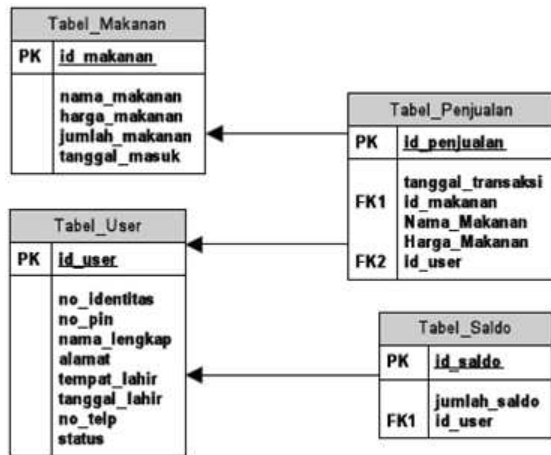 Tabel_Makanan
PK id_makanan
nama_makanan
harga_makanan
jumlah_makanan
tanggal_masuk
Tabel_Penjualan
PK id_penjualan
tanggal_transaksi
FK1 id_makanan
Nama_Makanan
Harga_Makanan
FK2 id_user
Tabel_User
PK id_user
no_identitas
no_pin
nama_lengkap
alamat
tempat_lahir
tanggal_lahir
no_telp
status
Tabel_Saldo
PK id_saldo
jumlah_saldo
FK1 id_user